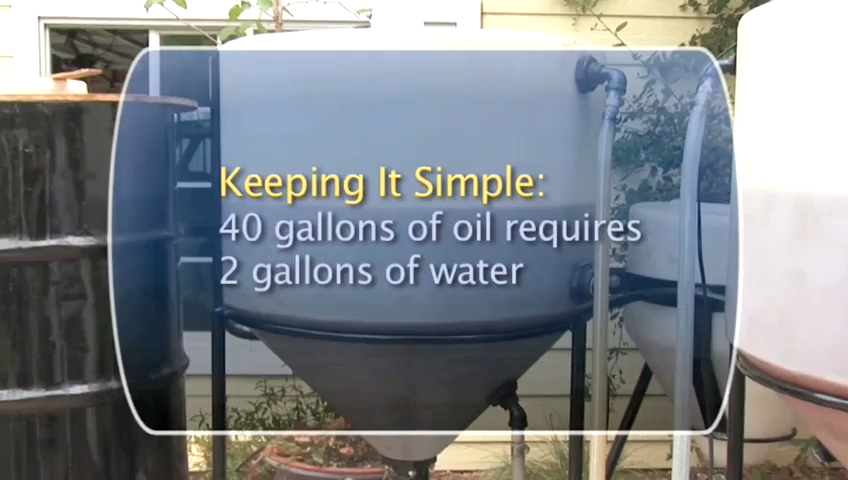 Keeping It Simple:
40 gallons of oil requires
2 gallons of water